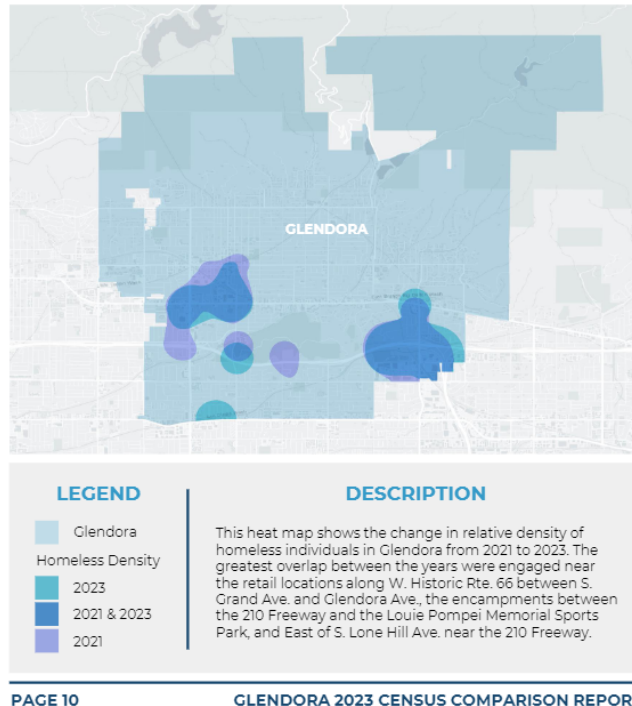 GLENDORA
LEGEND
Glendora
Homeless Density
2023
2021 & 2023
2021
DESCRIPTION
This heat map shows the change in relative density of
homeless individuals in Glendora from 2021 to 2023. The
greatest overlap between the years were engaged near
the retail locations along W. Historic Rte. 66 between S.
Grand Ave. and Glendora Ave., the encampments between
the 210 Freeway and the Louie Pompei Memorial Sports
Park, and East of S. Lone Hill Ave. near the 210 Freeway.
PAGE 10
GLENDORA 2023 CENSUS COMPARISON REPOR